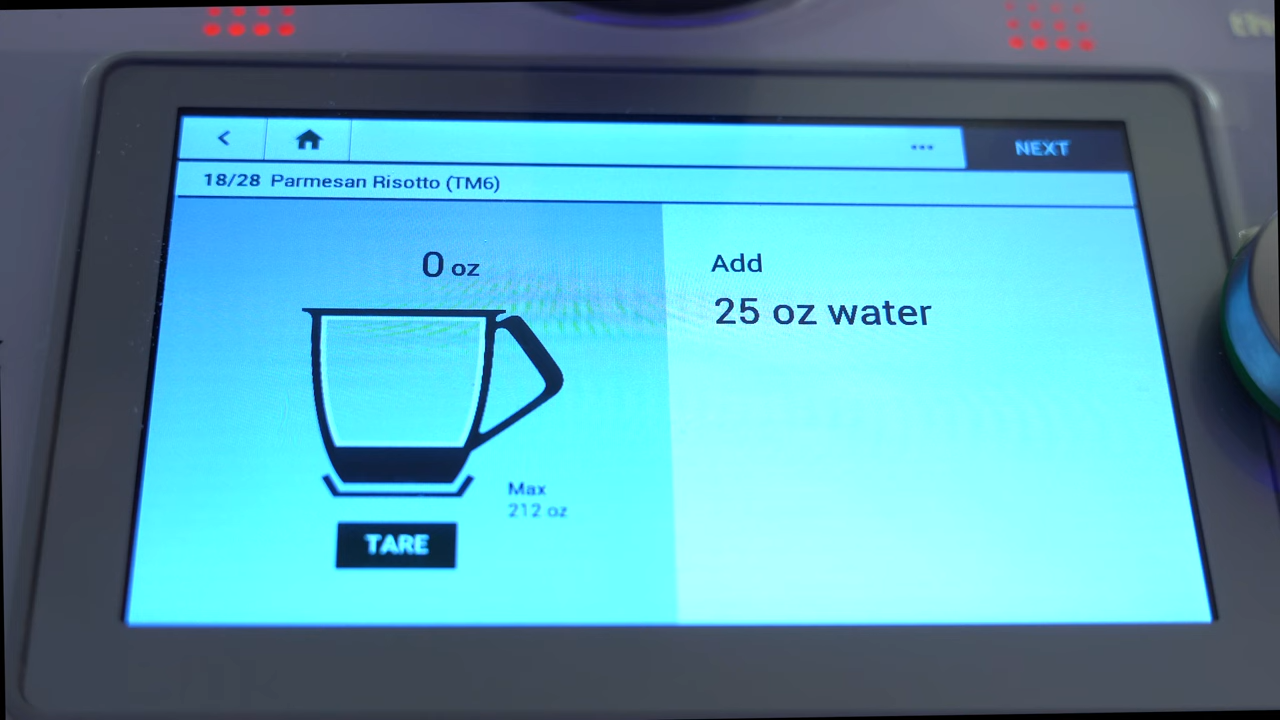 NEXT
18/28 Parmesan Risotto (TM6)
0 oz
Add
25 oz water
Max
212 oz
TARE